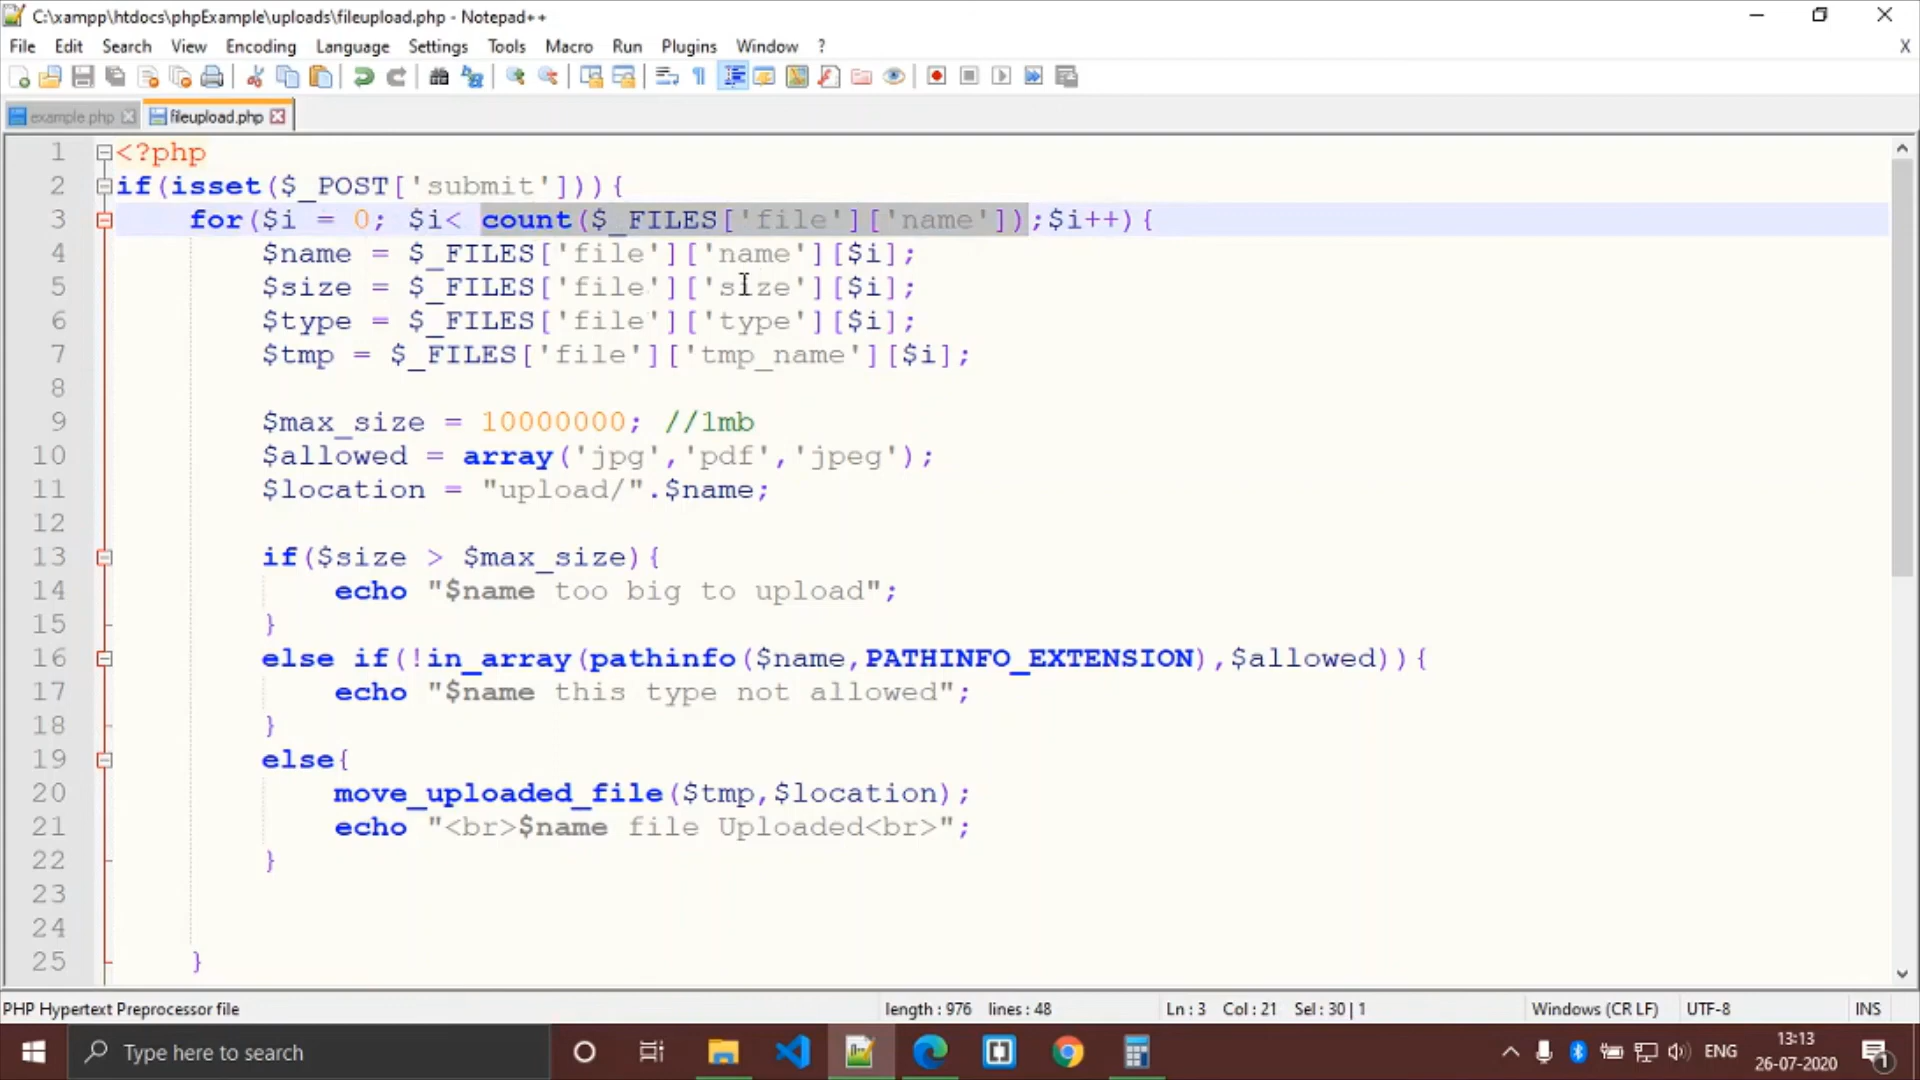 C:\xampp\htdocs\phpExample\uploads\fileupload.php - Notepad++
File Edit Search View Encoding Language Settings Tools Macro Run Plugins Window ? X
example.php fileupload.php
1 <?php
2 if(isset($_POST['submit'])){
3 for($i = 0; $i< count($_FILES['file']['name']);$i++){
4 $name = $_FILES['file']['name'][$i];
5 $size = $_FILES['file']['size'][$i];
6 $type = $_FILES['file']['type'][$i];
7 $tmp = $_FILES['file']['tmp_name'][$i];
8
9 $max_size = 10000000; //1mb
10 $allowed = array('jpg','pdf','jpeg');
11 $location = "upload/".$name;
12
13 if($size > $max_size){
14 echo "$name too big to upload";
15 }
16 else if(!in_array(pathinfo($name,PATHINFO_EXTENSION),$allowed)){
17 echo "$name this type not allowed";
18 }
19 else{
20 move_uploaded_file($tmp,$location);
21 echo "<br>$name file Uploaded<br>";
22 }
23
24
25 }
PHP Hypertext Preprocessor file length : 976 lines : 48 Ln : 3 Col : 21 Sel : 30 | 1 Windows (CR LF) UTF-8 INS
Type here to search ENG 13:13
26-07-2020 1